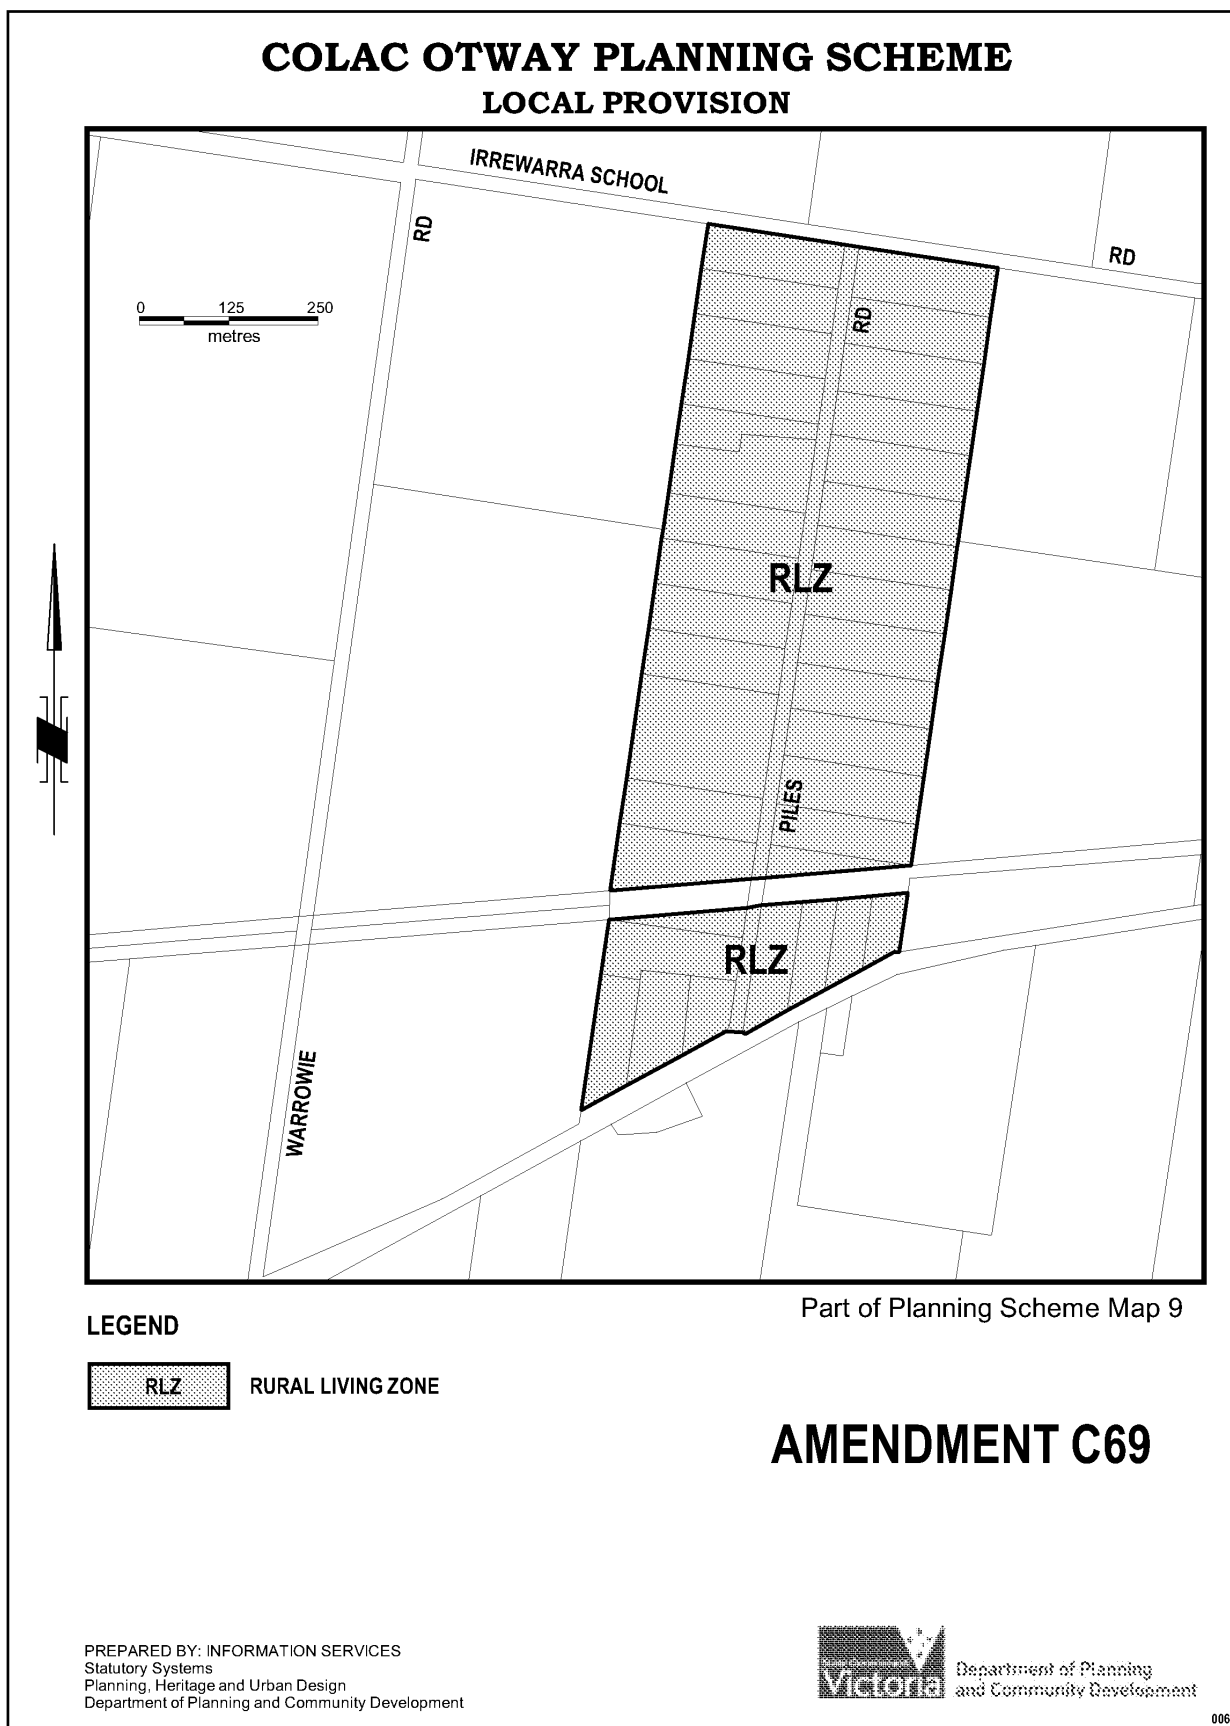 COLAC OTWAY PLANNING SCHEME
LOCAL PROVISION
IRREWARRA SCHOOL
RD
RD
0 125 250
metres
RD
RLZ
PILES
RLZ
WARROWIE
Part of Planning Scheme Map 9
LEGEND
RLZ RURAL LIVING ZONE
AMENDMENT C69
PREPARED BY: INFORMATION SERVICES
Statutory Systems
Planning, Heritage and Urban Design
Department of Planning and Community Development
Victoria
Department of Planning
and Community Development
006